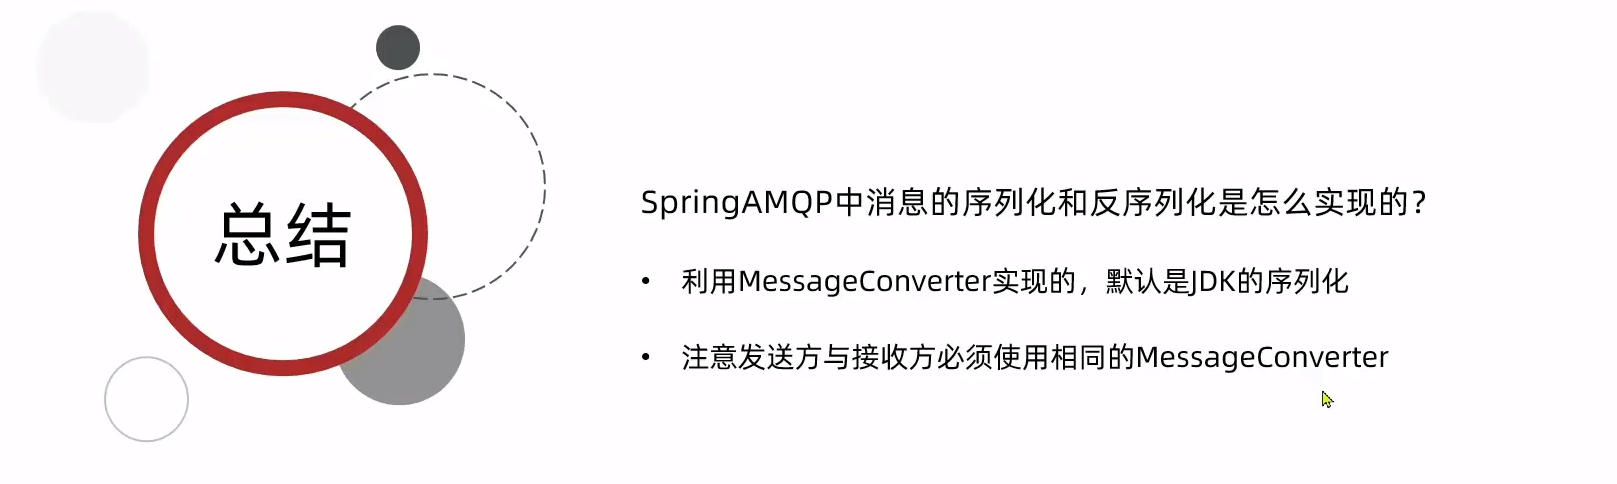 总结
SpringAMQP中消息的序列化和反序列化是怎么实现的？
• 利用MessageConverter实现的，默认是JDK的序列化
• 注意发送方与接收方必须使用相同的MessageConverter